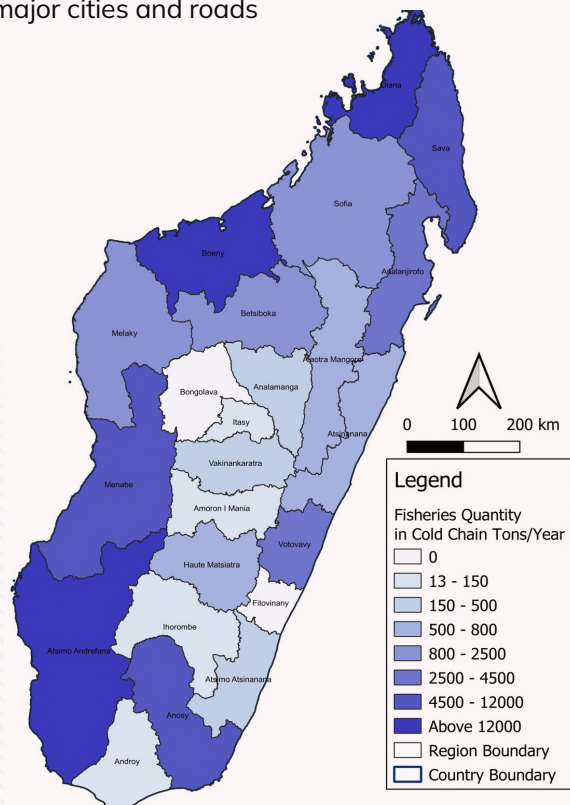 major cities and roads
Diana
Sava
Sofia
Boeny
Analanjirofo
Betsiboka
Melaky
Alaotra Mangoro
Bongolava
Analamanga
Itasy
Atsinanana
Vakinankaratra
Menabe
Amoron I Mania
Votovavy
Haute Matsiatra
Fitovinany
Ihorombe
Atsimo Andrefana
Atsimo Atsinanana
Anosy
Androy
0 100 200 km
Legend
Fisheries Quantity
in Cold Chain Tons/Year
0
13 - 150
150 - 500
500 - 800
800 - 2500
2500 - 4500
4500 - 12000
Above 12000
Region Boundary
Country Boundary